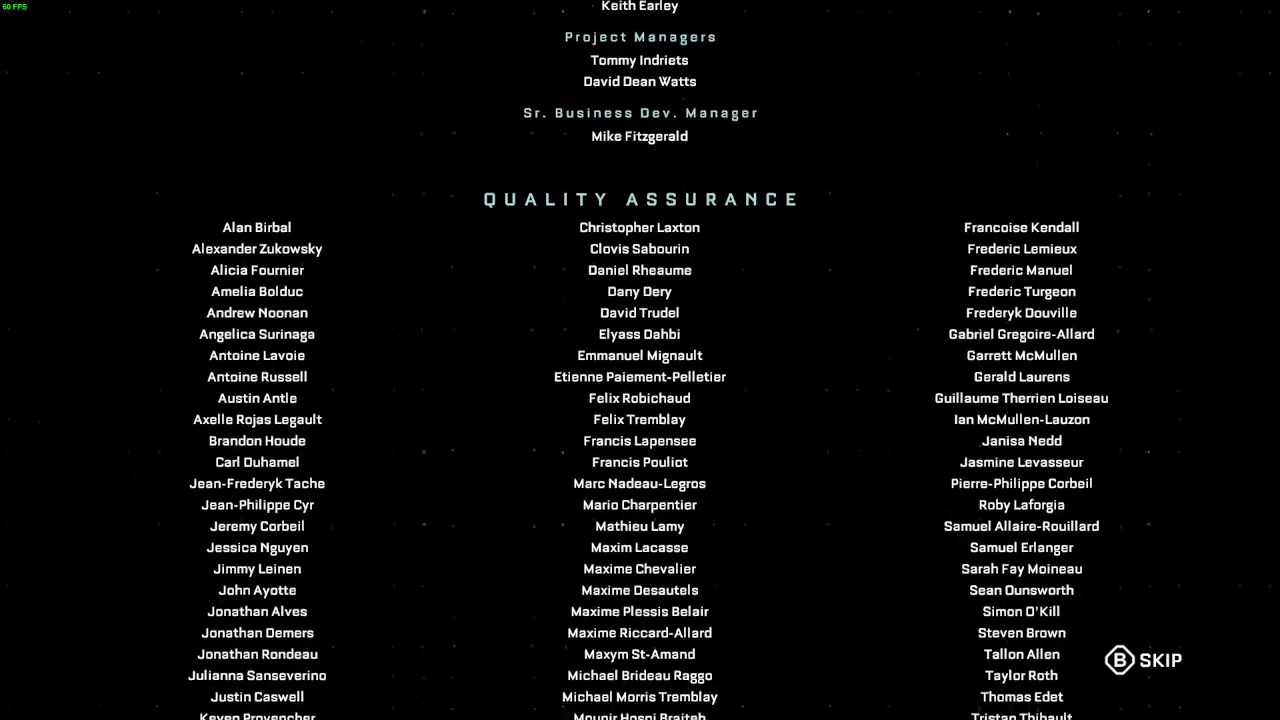 60 FPS
Keith Earley
Project Managers
Tommy Indriets
David Dean Watts
Sr. Business Dev. Manager
Mike Fitzgerald
QUALITY ASSURANCE
Alan Birbal Christopher Laxton Francoise Kendall
Alexander Zukowsky Clovis Sabourin Frederic Lemieux
Alicia Fournier Daniel Rheaume Frederic Manuel
Amelia Bolduc Dany Dery Frederic Turgeon
Andrew Noonan David Trudel Frederyk Douville
Angelica Surinaga Elyass Dahbi Gabriel Gregoire-Allard
Antoine Lavoie Emmanuel Mignault Garrett McMullen
Antoine Russell Etienne Paiement-Pelletier Gerald Laurens
Austin Antle Felix Robichaud Guillaume Therrien Loiseau
Axelle Rojas Legault Felix Tremblay Ian McMullen-Lauzon
Brandon Houde Francis Lapensee Janisa Nedd
Carl Duhamel Francis Pouliot Jasmine Levasseur
Jean-Frederyk Tache Marc Nadeau-Legros Pierre-Philippe Corbeil
Jean-Philippe Cyr Mario Charpentier Roby Laforgia
Jeremy Corbeil Mathieu Lamy Samuel Allaire-Rouillard
Jessica Nguyen Maxim Lacasse Samuel Erlanger
Jimmy Leinen Maxime Chevalier Sarah Fay Moineau
John Ayotte Maxime Desautels Sean Ounsworth
Jonathan Alves Maxime Plessis Belair Simon O'Kill
Jonathan Demers Maxime Riccard-Allard Steven Brown
Jonathan Rondeau Maxym St-Amand Tallon Allen
B SKIP
Julianna Sanseverino Michael Brideau Raggo Taylor Roth
Justin Caswell Michael Morris Tremblay Thomas Edet
Keven Provencher Mounir Hosni Braiteh Tristan Thibault